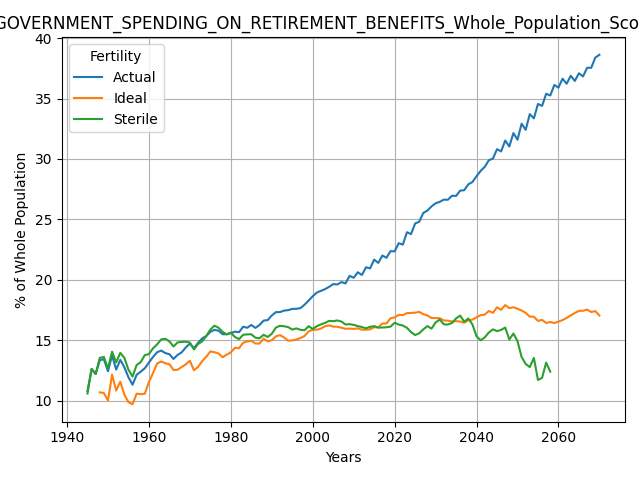 GOVERNMENT_SPENDING_ON_RETIREMENT_BENEFITS_Whole_Population_Sco
40
35
30
25
20
15
10
% of Whole Population
Fertility
Actual
Ideal
Sterile
1940 1960 1980 2000 2020 2040 2060
Years